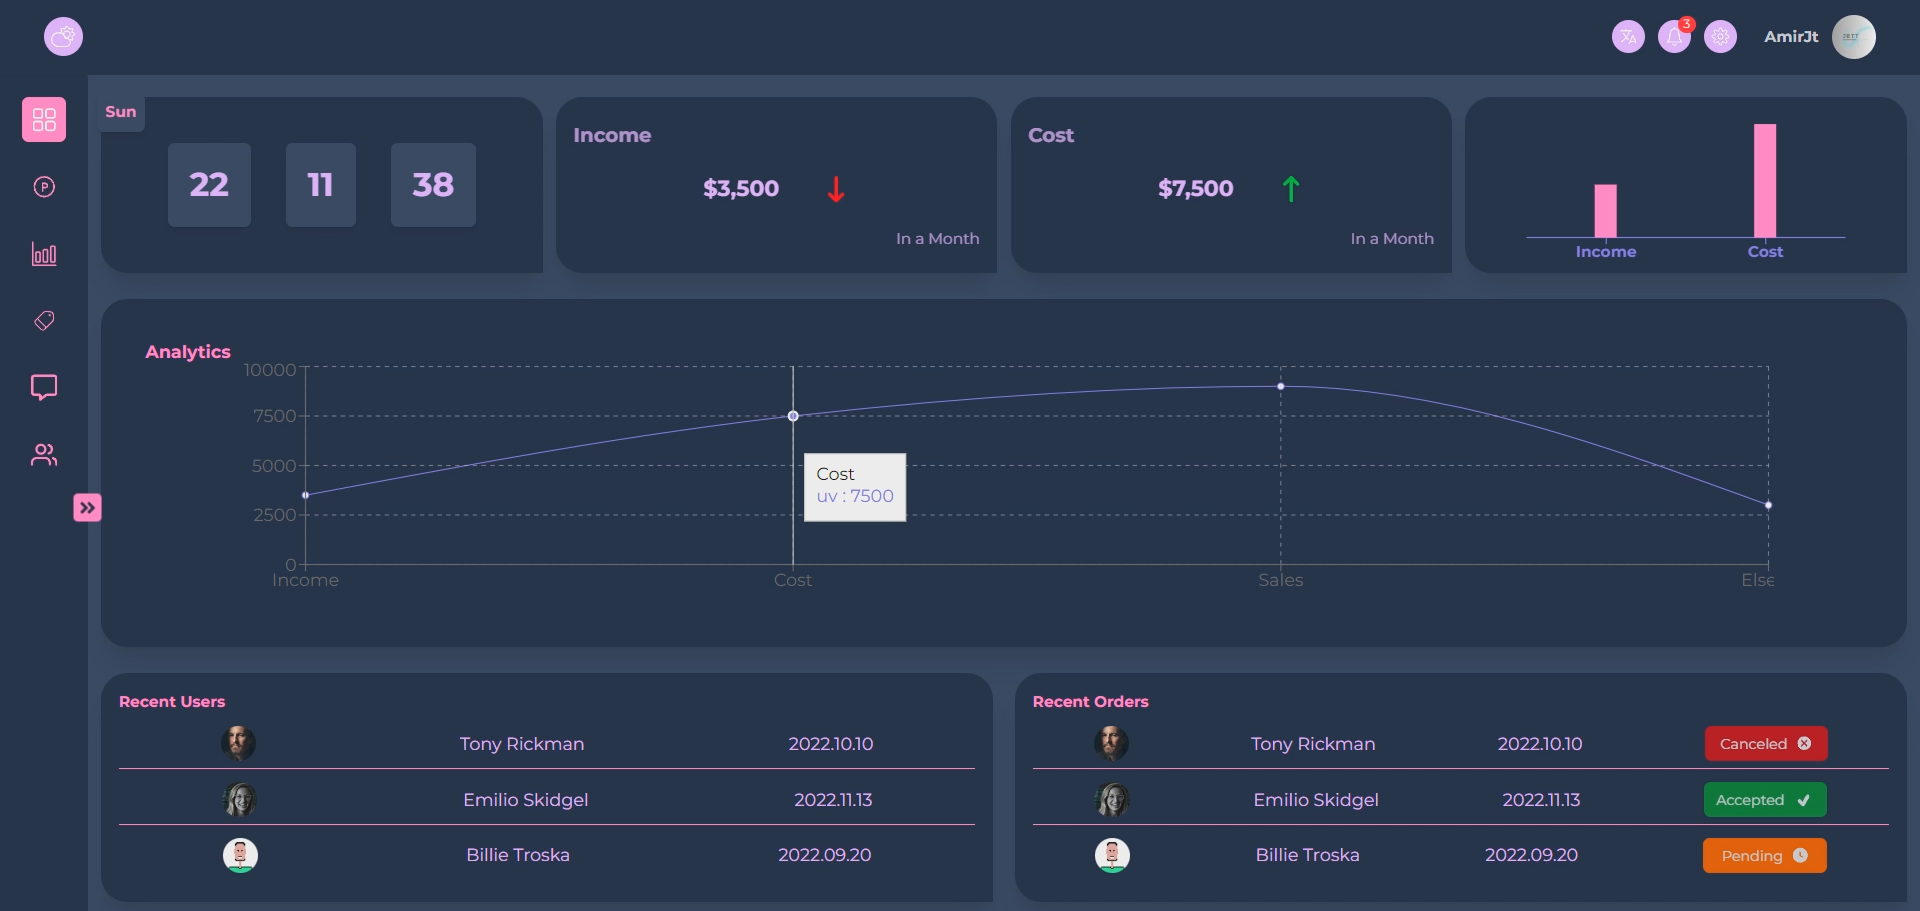 3
AmirJt
Sun
22 11 38
Income
$3,500
In a Month
Cost
$7,500
In a Month
Income Cost
Analytics
10000
7500
5000
2500
0
Income Cost Sales Else
Cost
uv : 7500
Recent Users
Tony Rickman 2022.10.10
Emilio Skidgel 2022.11.13
Billie Troska 2022.09.20
Recent Orders
Tony Rickman 2022.10.10 Canceled
Emilio Skidgel 2022.11.13 Accepted
Billie Troska 2022.09.20 Pending